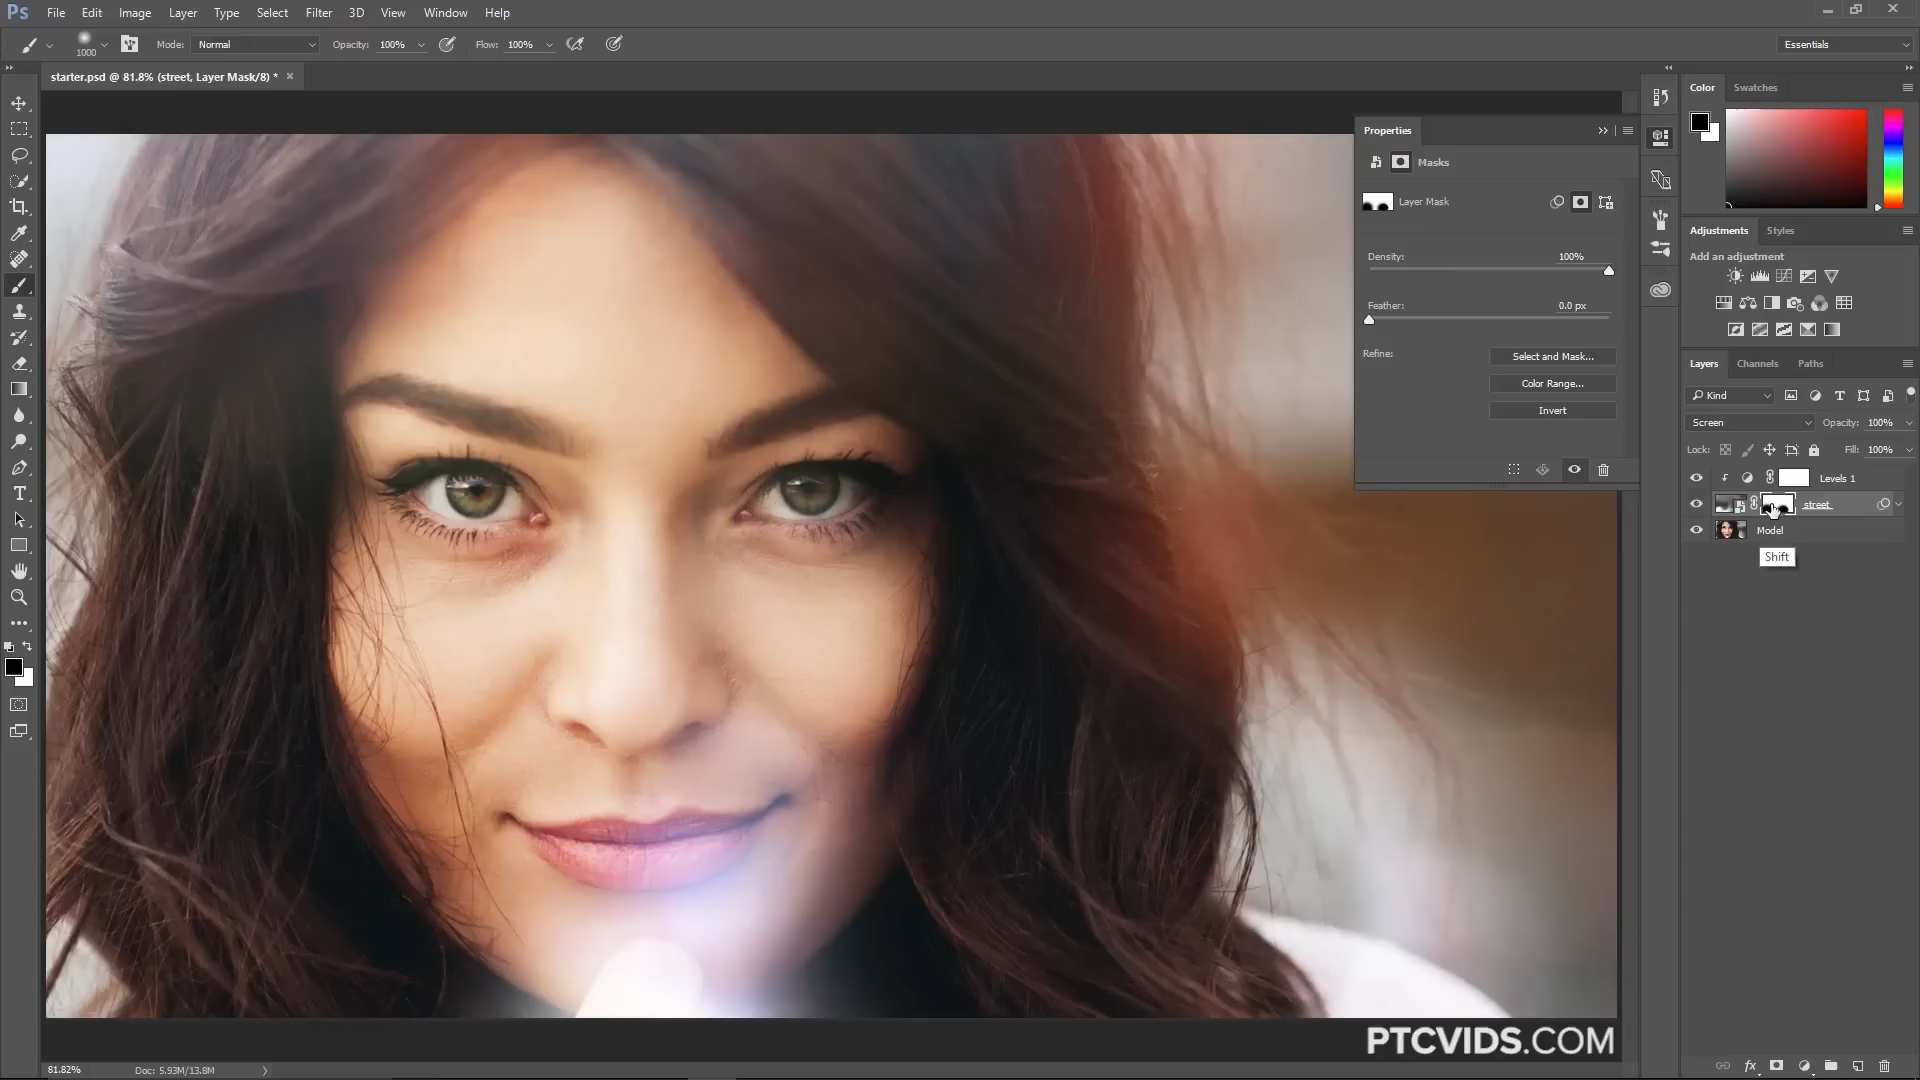 Ps File Edit Image Layer Type Select Filter 3D View Window Help
1000 Mode: Normal Opacity: 100% Flow: 100% Essentials
starter.psd @ 81.8% (street, Layer Mask/8) *
Color Swatches
Properties
Masks
Layer Mask
Density: 100%
Feather: 0.0 px
Refine: Select and Mask...
Color Range...
Invert
Adjustments Styles
Add an adjustment
Layers Channels Paths
Kind
Screen Opacity: 100%
Lock: Fill: 100%
Levels 1
street
Model
Shift
PTCVIDS.COM
81.82% Doc: 5.93M/13.8M
fx